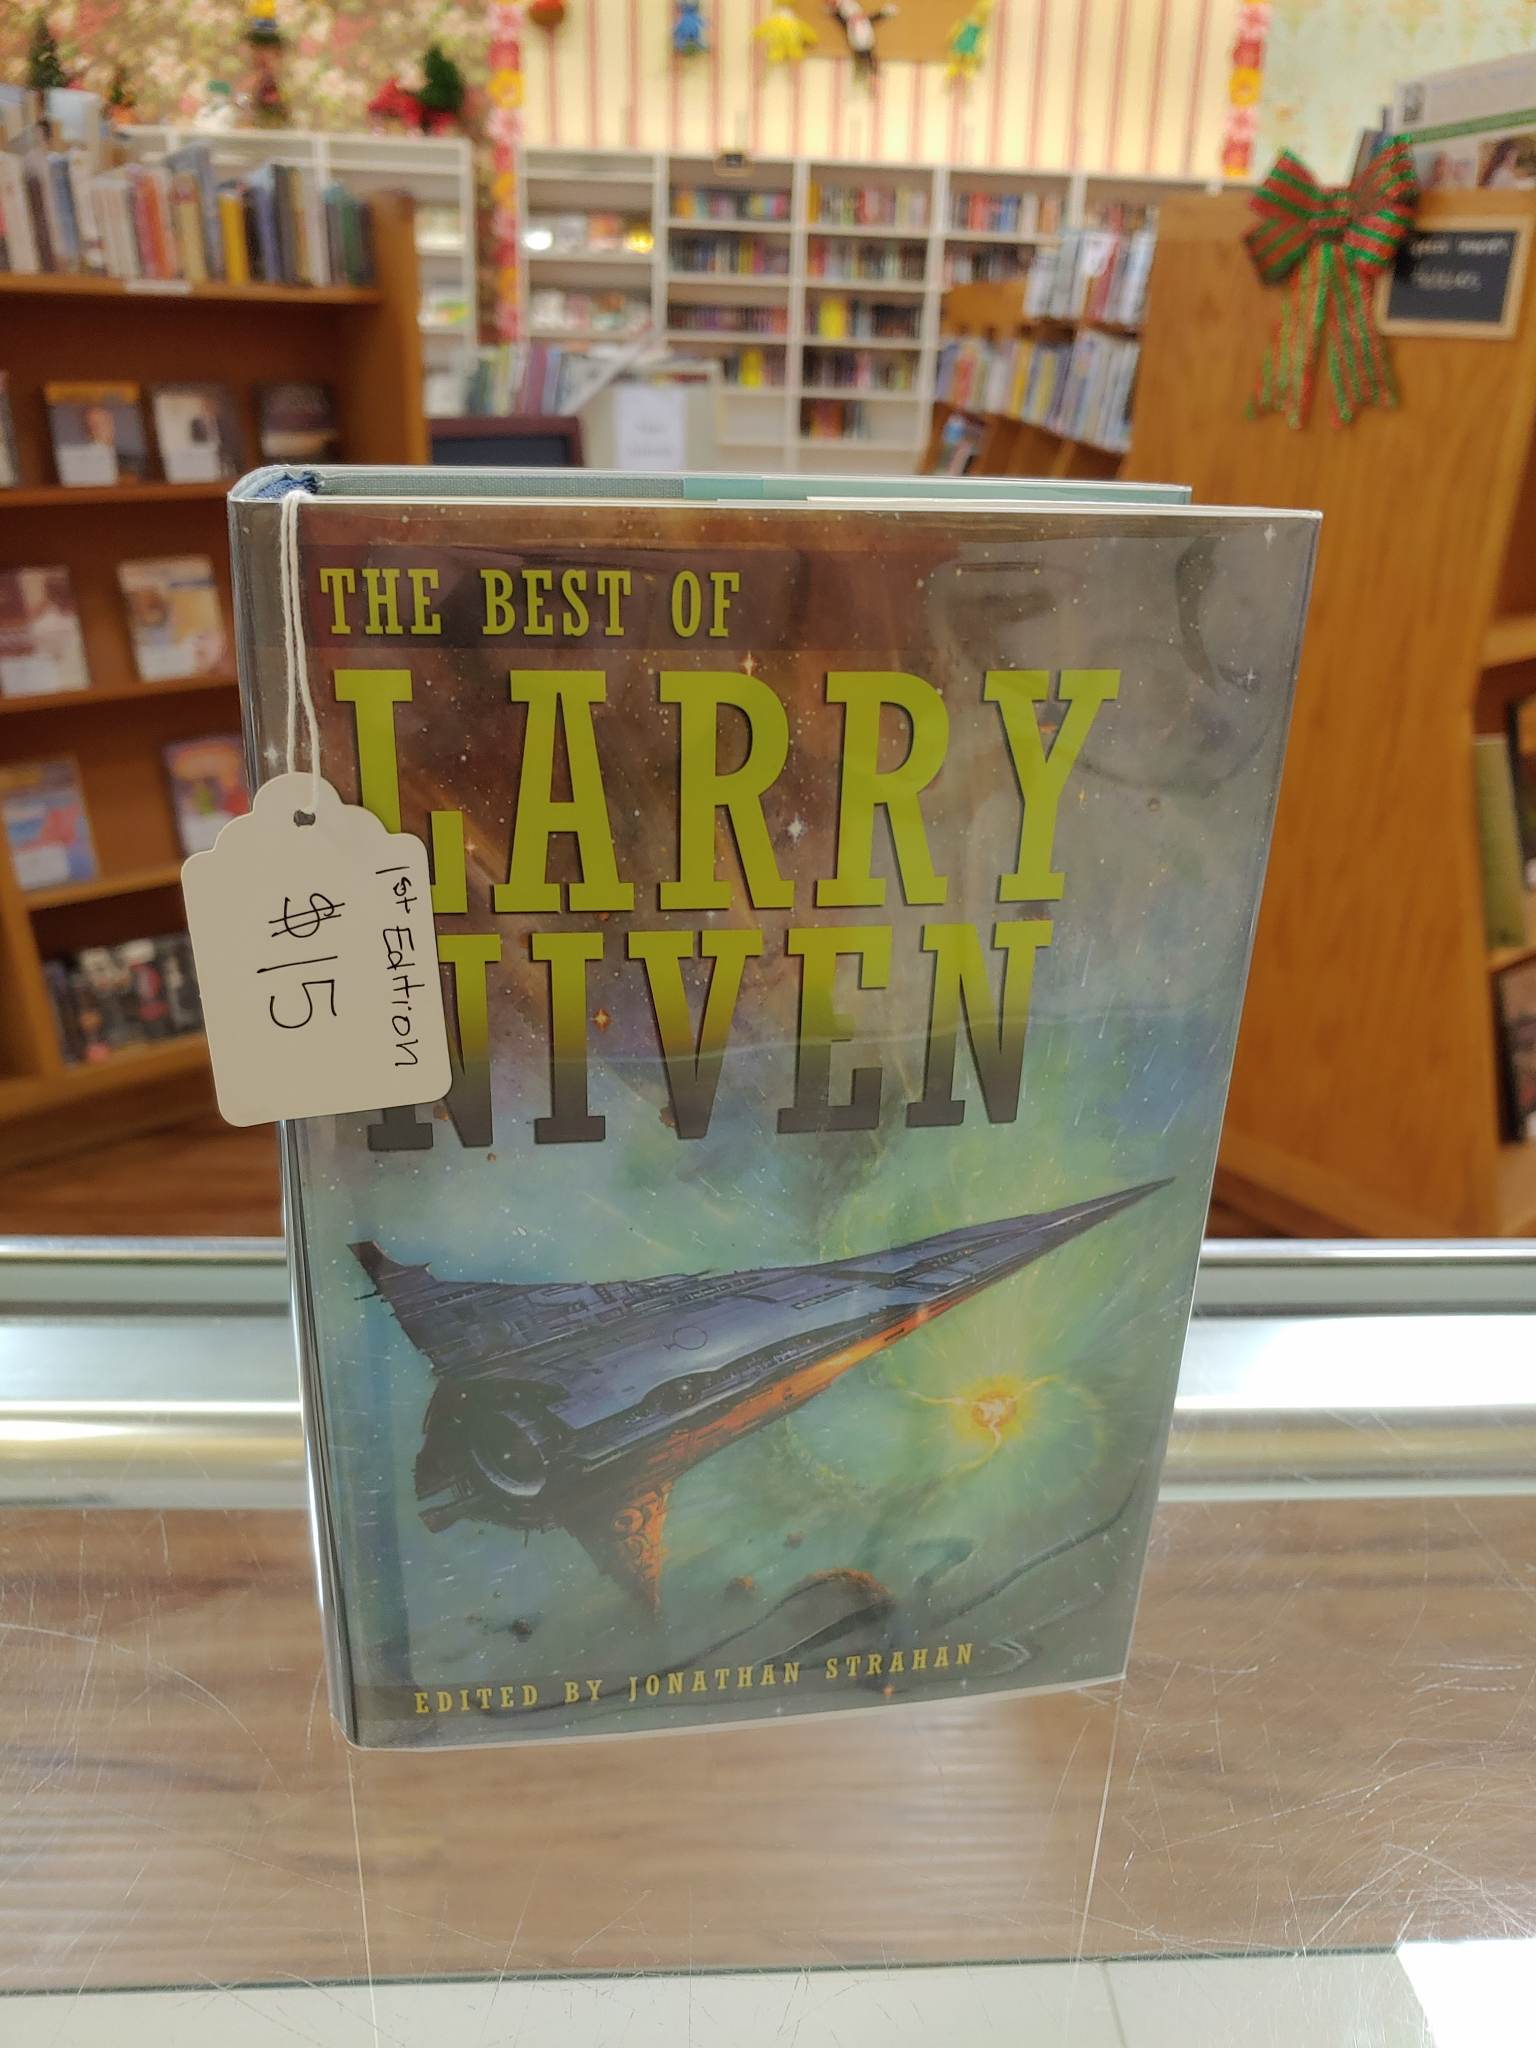 THE BEST OF
LARRY
NIVEN
EDITED BY JONATHAN STRAHAN
1st Edition
$15